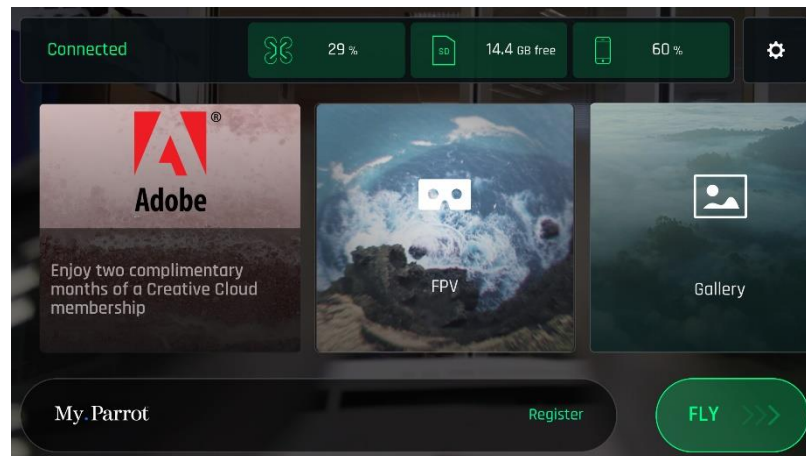 Connected
29 %
SD
14.4 GB free
60 %
®
Adobe
Enjoy two complimentary
months of a Creative Cloud
membership
FPV
Gallery
My.Parrot
Register
FLY